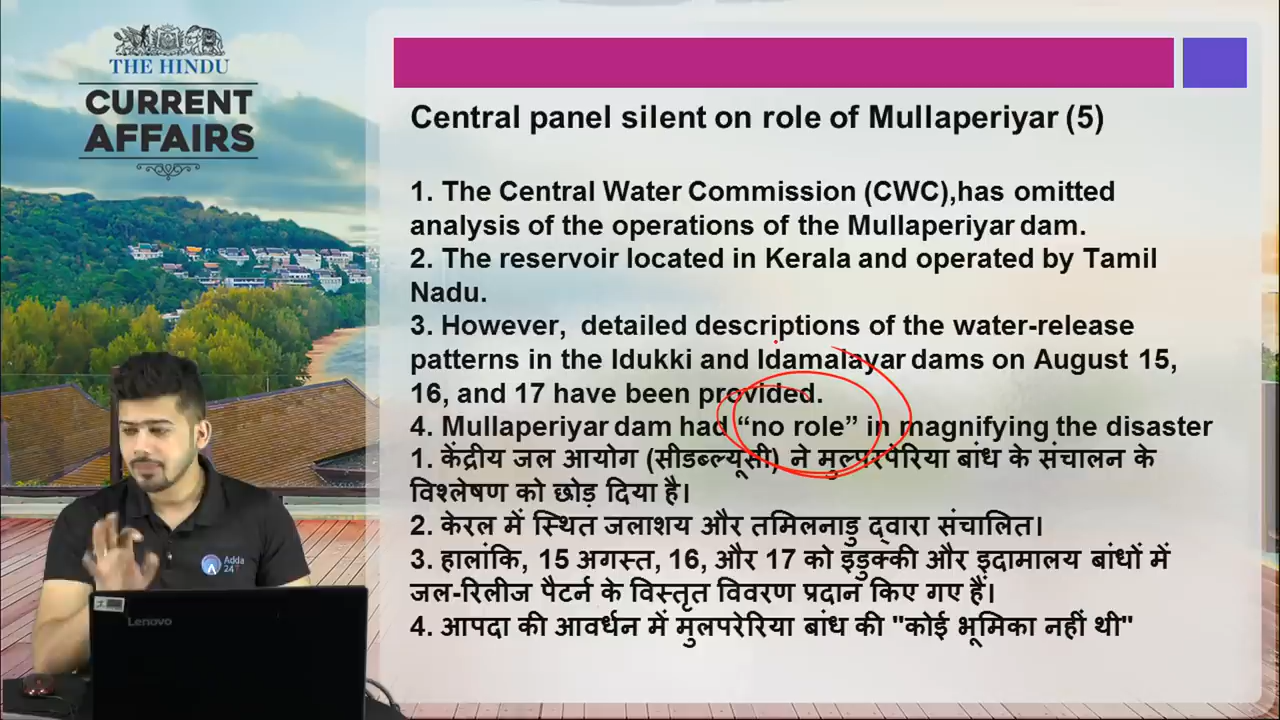 THE HINDU
CURRENT
AFFAIRS
Central panel silent on role of Mullaperiyar (5)
1. The Central Water Commission (CWC),has omitted
analysis of the operations of the Mullaperiyar dam.
2. The reservoir located in Kerala and operated by Tamil
Nadu.
3. However, detailed descriptions of the water-release
patterns in the Idukki and Idamalayar dams on August 15,
16, and 17 have been provided.
4. Mullaperiyar dam had “no role” in magnifying the disaster
1. केंद्रीय जल आयोग (सीडब्ल्यूसी) ने मुल्परपेरिया बांध के संचालन के
विश्लेषण को छोड़ दिया है।
2. केरल में स्थित जलाशय और तमिलनाडु द्वारा संचालित।
3. हालांकि, 15 अगस्त, 16, और 17 को इडुक्की और इदामालय बांधों में
जल-रिलीज पैटर्न के विस्तृत विवरण प्रदान किए गए हैं।
4. आपदा की आवर्धन में मुलपरेरिया बांध की "कोई भूमिका नहीं थी"
Adda
24
Lenovo